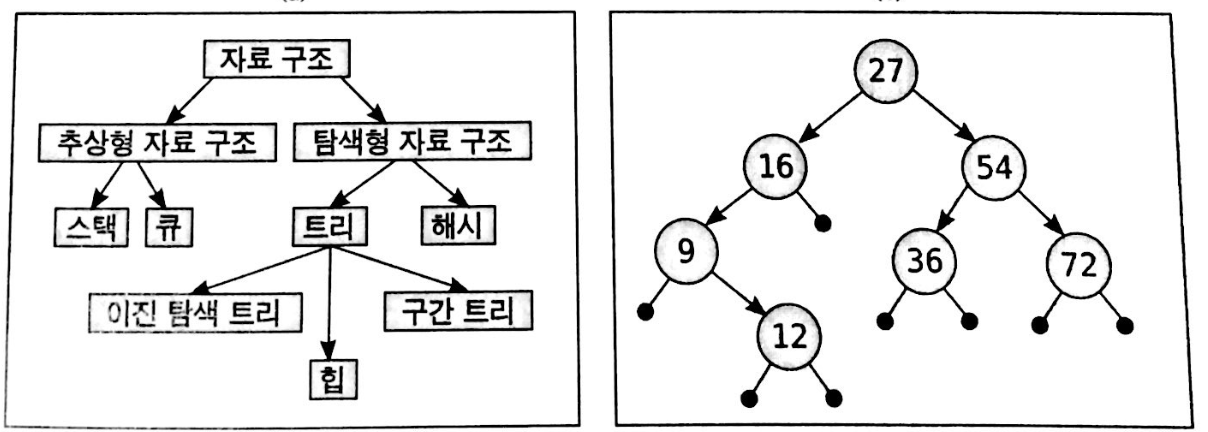 자료 구조
추상형 자료 구조
탐색형 자료 구조
스택
큐
트리
해시
이진 탐색 트리
구간 트리
힙
27
16
54
9
36
72
12